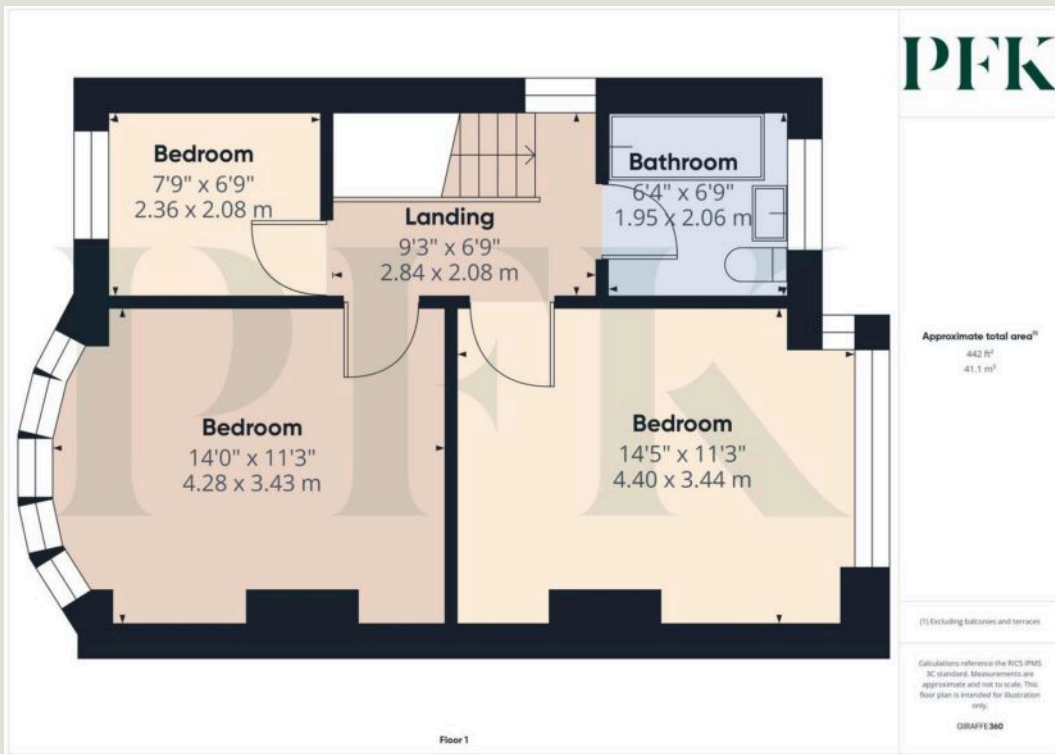 PFK
Bedroom
7'9" x 6'9"
2.36 x 2.08 m
Landing
9'3" x 6'9"
2.84 x 2.08 m
Bathroom
6'4" x 6'9"
1.95 x 2.06 m
Bedroom
14'0" x 11'3"
4.28 x 3.43 m
Bedroom
14'5" x 11'3"
4.40 x 3.44 m
PFK
Floor 1
Approximate total area⁽¹⁾
442 ft²
41.1 m²
(1) Excluding balconies and terraces
Calculations reference the RICS IPMS
3C standard. Measurements are
approximate and not to scale. This
floor plan is intended for illustration
only.
GIRAFFE360